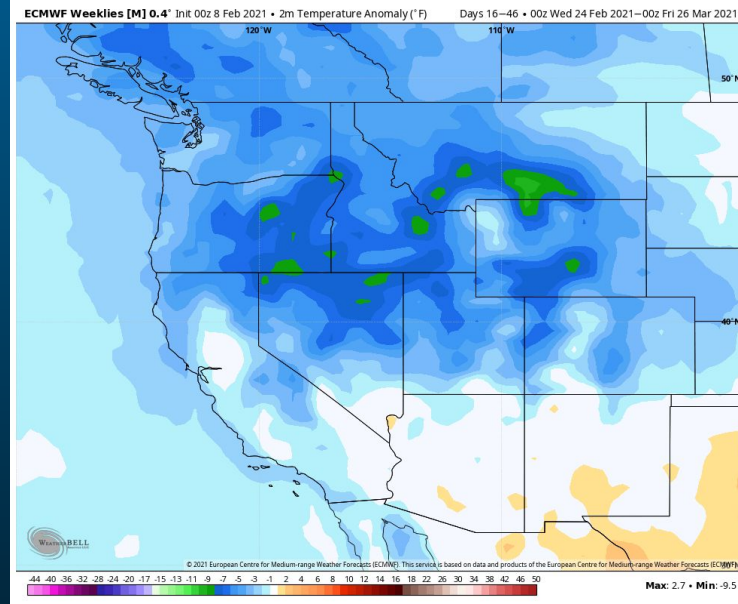 ECMWF Weeklies [M] 0.4° Init 00z 8 Feb 2021 • 2m Temperature Anomaly (°F) Days 16−46 • 00z Wed 24 Feb 2021−00z Fri 26 Mar 2021
120°W 110°W
50°N
40°N
WeatherBELL
© 2021 European Centre for Medium-range Weather Forecasts (ECMWF). This service is based on data and products of the European Centre for Medium-range Weather Forecasts (ECMWF)
-44 -40 -36 -32 -28 -24 -20 -17 -15 -13 -11 -9 -7 -5 -3 -1 2 4 6 8 10 12 14 16 18 22 26 30 34 38 42 46 50
Max: 2.7 • Min: -9.5